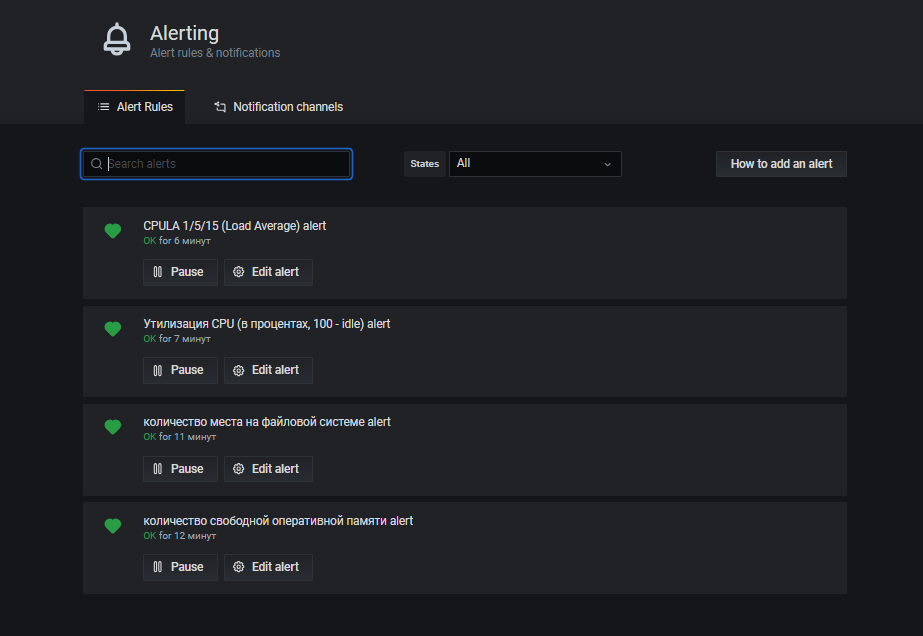 Alerting
Alert rules & notifications
Alert Rules
Notification channels
Search alerts
States
All
How to add an alert
CPULA 1/5/15 (Load Average) alert
OK for 6 минут
Pause
Edit alert
Утилизация CPU (в процентах, 100 - idle) alert
OK for 7 минут
Pause
Edit alert
количество места на файловой системе alert
OK for 11 минут
Pause
Edit alert
количество свободной оперативной памяти alert
OK for 12 минут
Pause
Edit alert